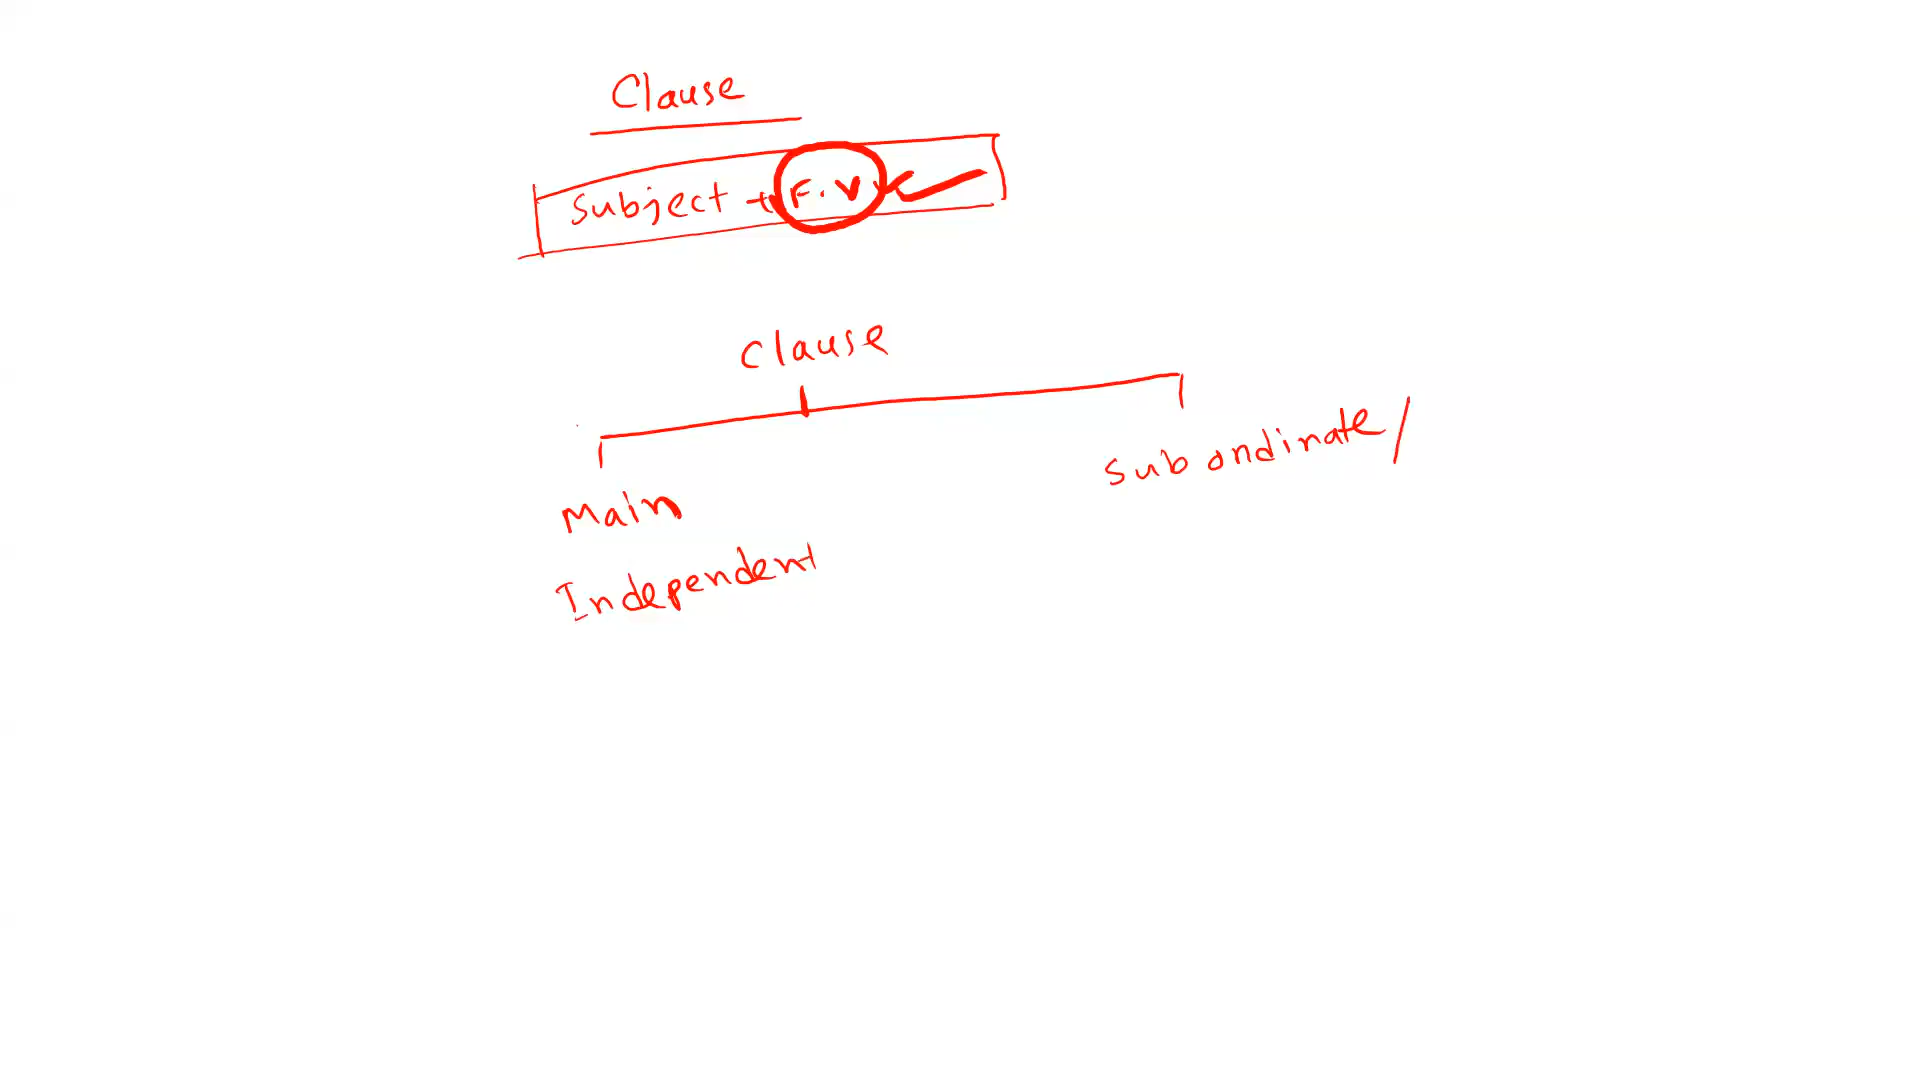 Clause
Subject + F.V
Clause
Main
Subordinate/
Independent